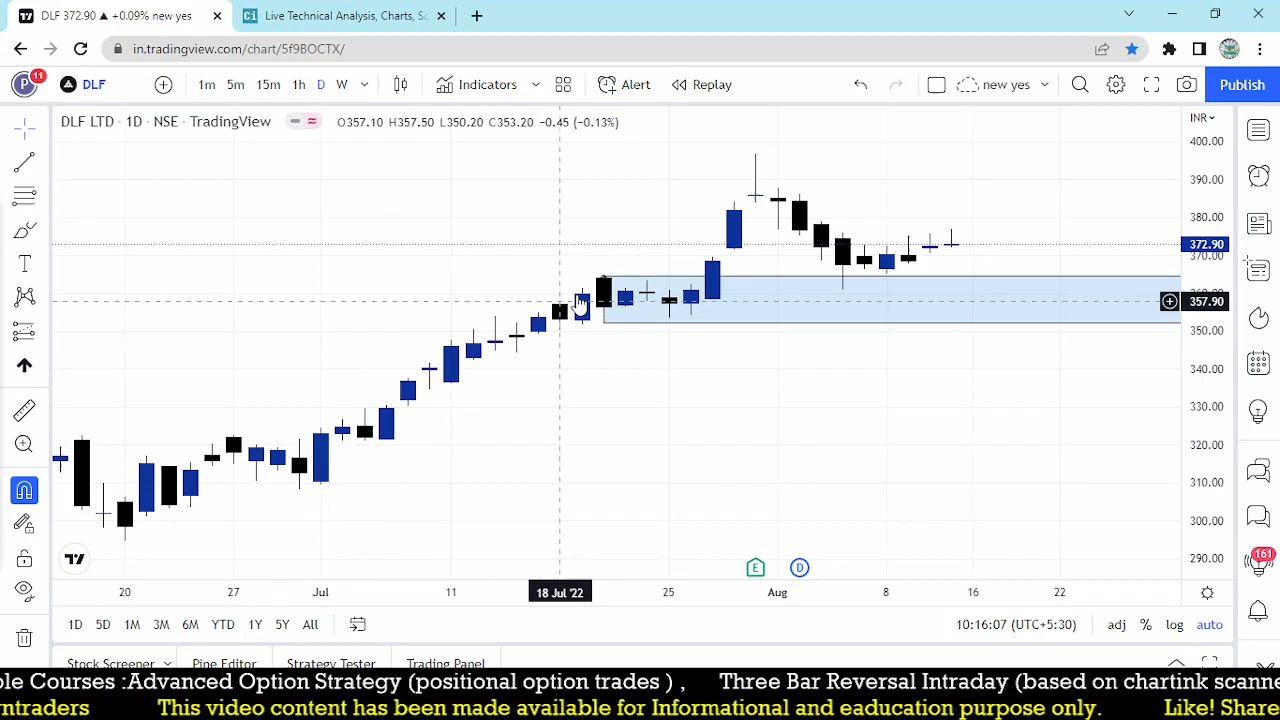 DLF 372.90 ▲ +0.09% new yes
Live Technical Analysis, Charts, Sc
in.tradingview.com/chart/5f9BOCTX/
P 11 DLF 1m 5m 15m 1h D W Indicators Alert Replay new yes Publish
DLF LTD · 1D · NSE · TradingView O357.10 H357.50 L350.20 C353.20 −0.45 (−0.13%)
INR
400.00
390.00
380.00
372.90
370.00
357.90
350.00
340.00
330.00
320.00
310.00
300.00
290.00
161
E D
20 27 Jul 11 18 Jul '22 25 Aug 8 16 22
1D 5D 1M 3M 6M YTD 1Y 5Y All 10:16:07 (UTC+5:30) adj % log auto
Stock Screener Pine Editor Strategy Tester Trading Panel
ole Courses :Advanced Option Strategy (positional option trades ) , Three Bar Reversal Intraday (based on chartink scanne
rntraders This video content has been made available for Informational and eaducation purpose only. Like! Share